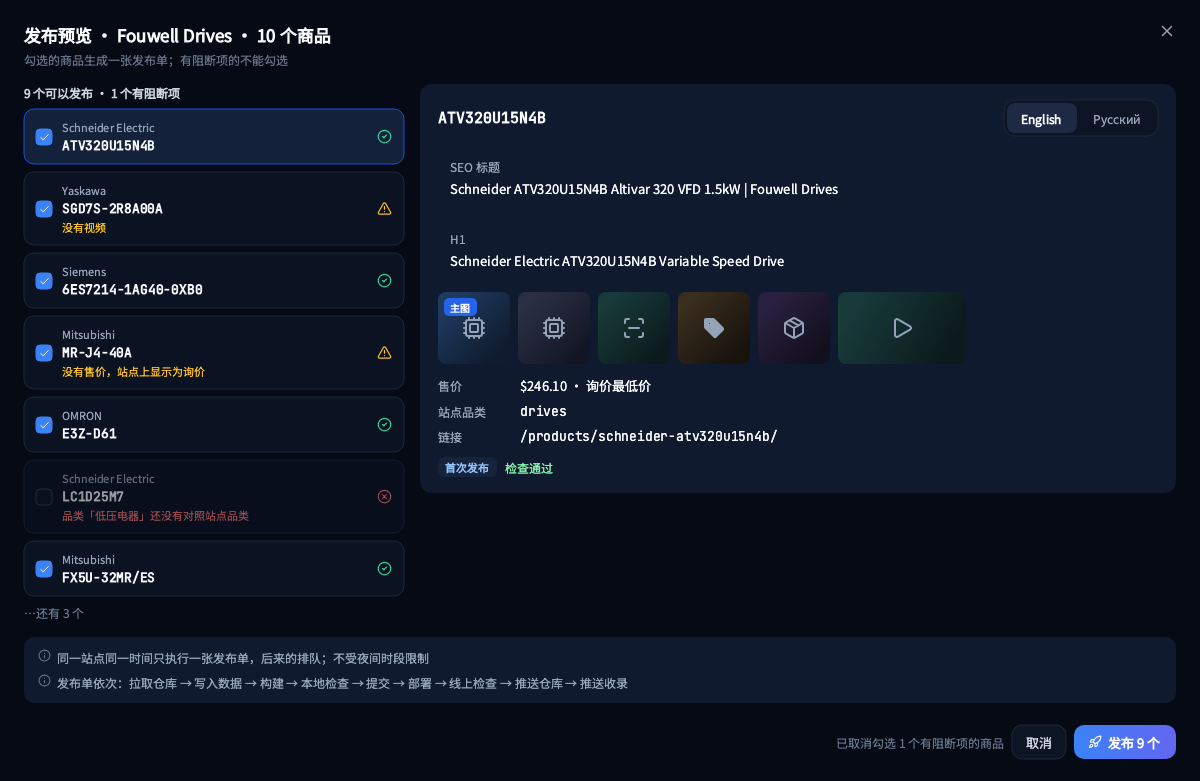 发布预览 · Fouwell Drives · 10 个商品
勾选的商品生成一张发布单；有阻断项的不能勾选
9 个可以发布 · 1 个有阻断项
Schneider Electric
ATV320U15N4B
Yaskawa
SGD7S-2R8A00A
没有视频
Siemens
6ES7214-1AG40-0XB0
Mitsubishi
MR-J4-40A
没有售价，站点上显示为询价
OMRON
E3Z-D61
Schneider Electric
LC1D25M7
品类「低压电器」还没有对照站点品类
Mitsubishi
FX5U-32MR/ES
…还有 3 个
ATV320U15N4B
English
Русский
SEO 标题
Schneider ATV320U15N4B Altivar 320 VFD 1.5kW | Fouwell Drives
H1
Schneider Electric ATV320U15N4B Variable Speed Drive
主图
售价 $246.10 · 询价最低价
站点品类 drives
链接 /products/schneider-atv320u15n4b/
首次发布 检查通过
同一站点同一时间只执行一张发布单，后来的排队；不受夜间时段限制
发布单依次：拉取仓库 → 写入数据 → 构建 → 本地检查 → 提交 → 部署 → 线上检查 → 推送仓库 → 推送收录
已取消勾选 1 个有阻断项的商品
取消
发布 9 个